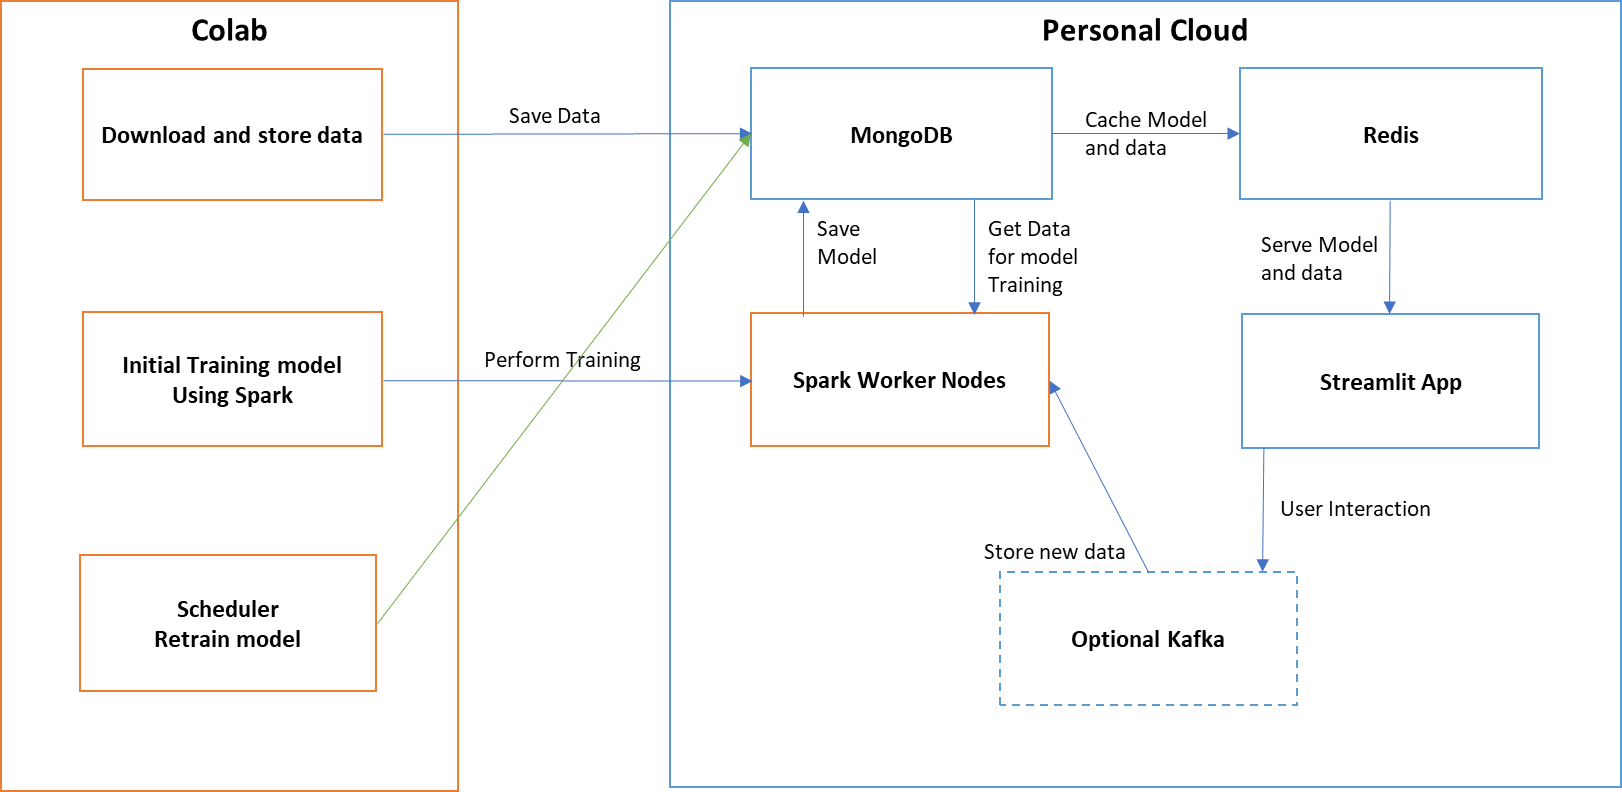 Colab
Personal Cloud
Download and store data
Save Data
MongoDB
Cache Model
and data
Redis
Save
Model
Get Data
for model
Training
Serve Model
and data
Initial Training model
Using Spark
Perform Training
Spark Worker Nodes
Streamlit App
User Interaction
Store new data
Scheduler
Retrain model
Optional Kafka